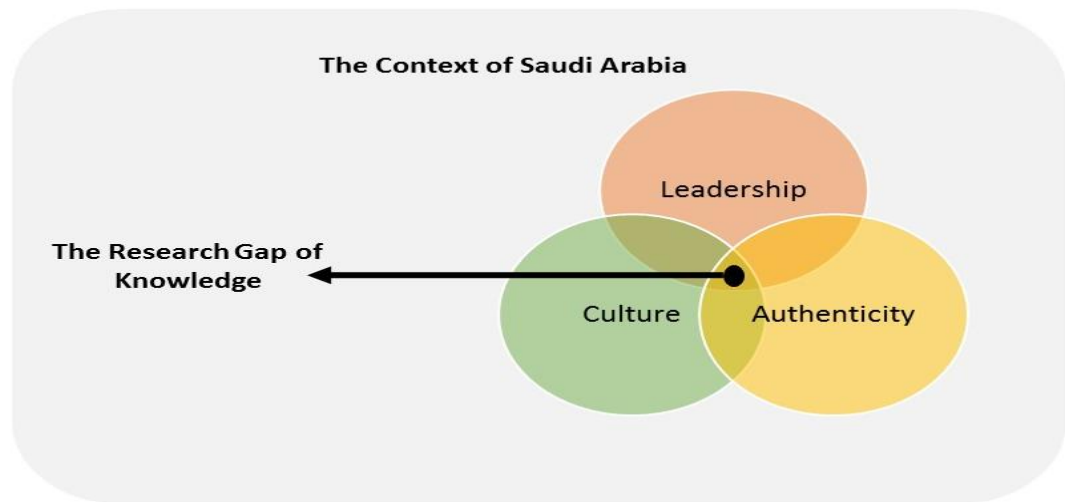 The Context of Saudi Arabia
Leadership
The Research Gap of
Knowledge
Culture
Authenticity